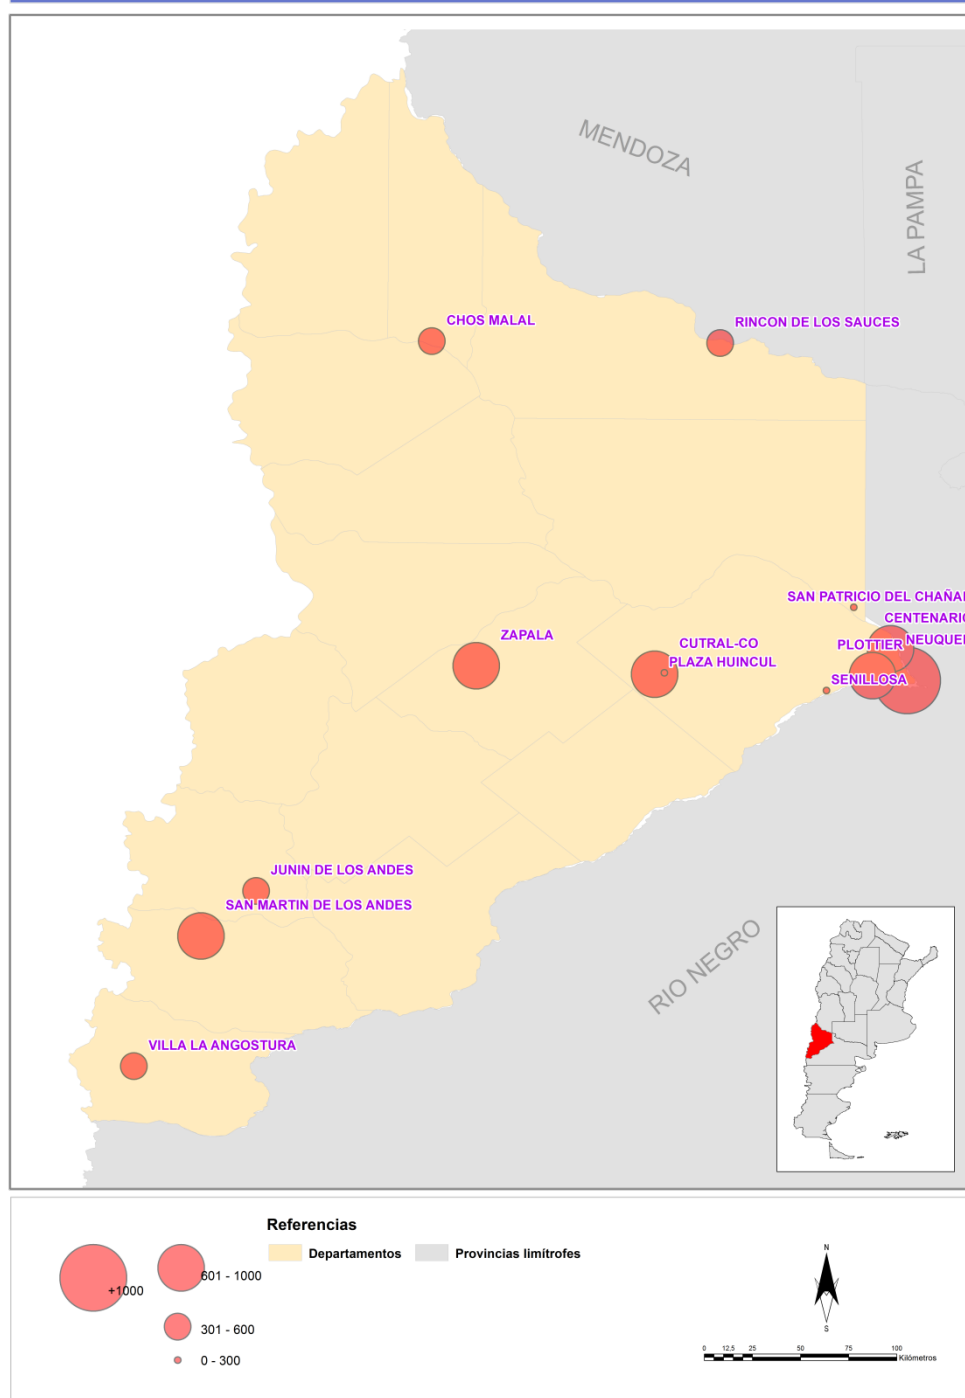 MENDOZA
LA PAMPA
CHOS MALAL
RINCON DE LOS SAUCES
SAN PATRICIO DEL CHAÑA
CENTENARIO
ZAPALA
CUTRAL-CO
PLOTTIER
NEUQUE
PLAZA HUINCUL
SENILLOSA
JUNIN DE LOS ANDES
SAN MARTIN DE LOS ANDES
RIO NEGRO
VILLA LA ANGOSTURA
Referencias
Departamentos
Provincias limítrofes
+1000
601 - 1000
301 - 600
0 - 300
N
S
0 12,5 25 50 75 100
Kilómetros